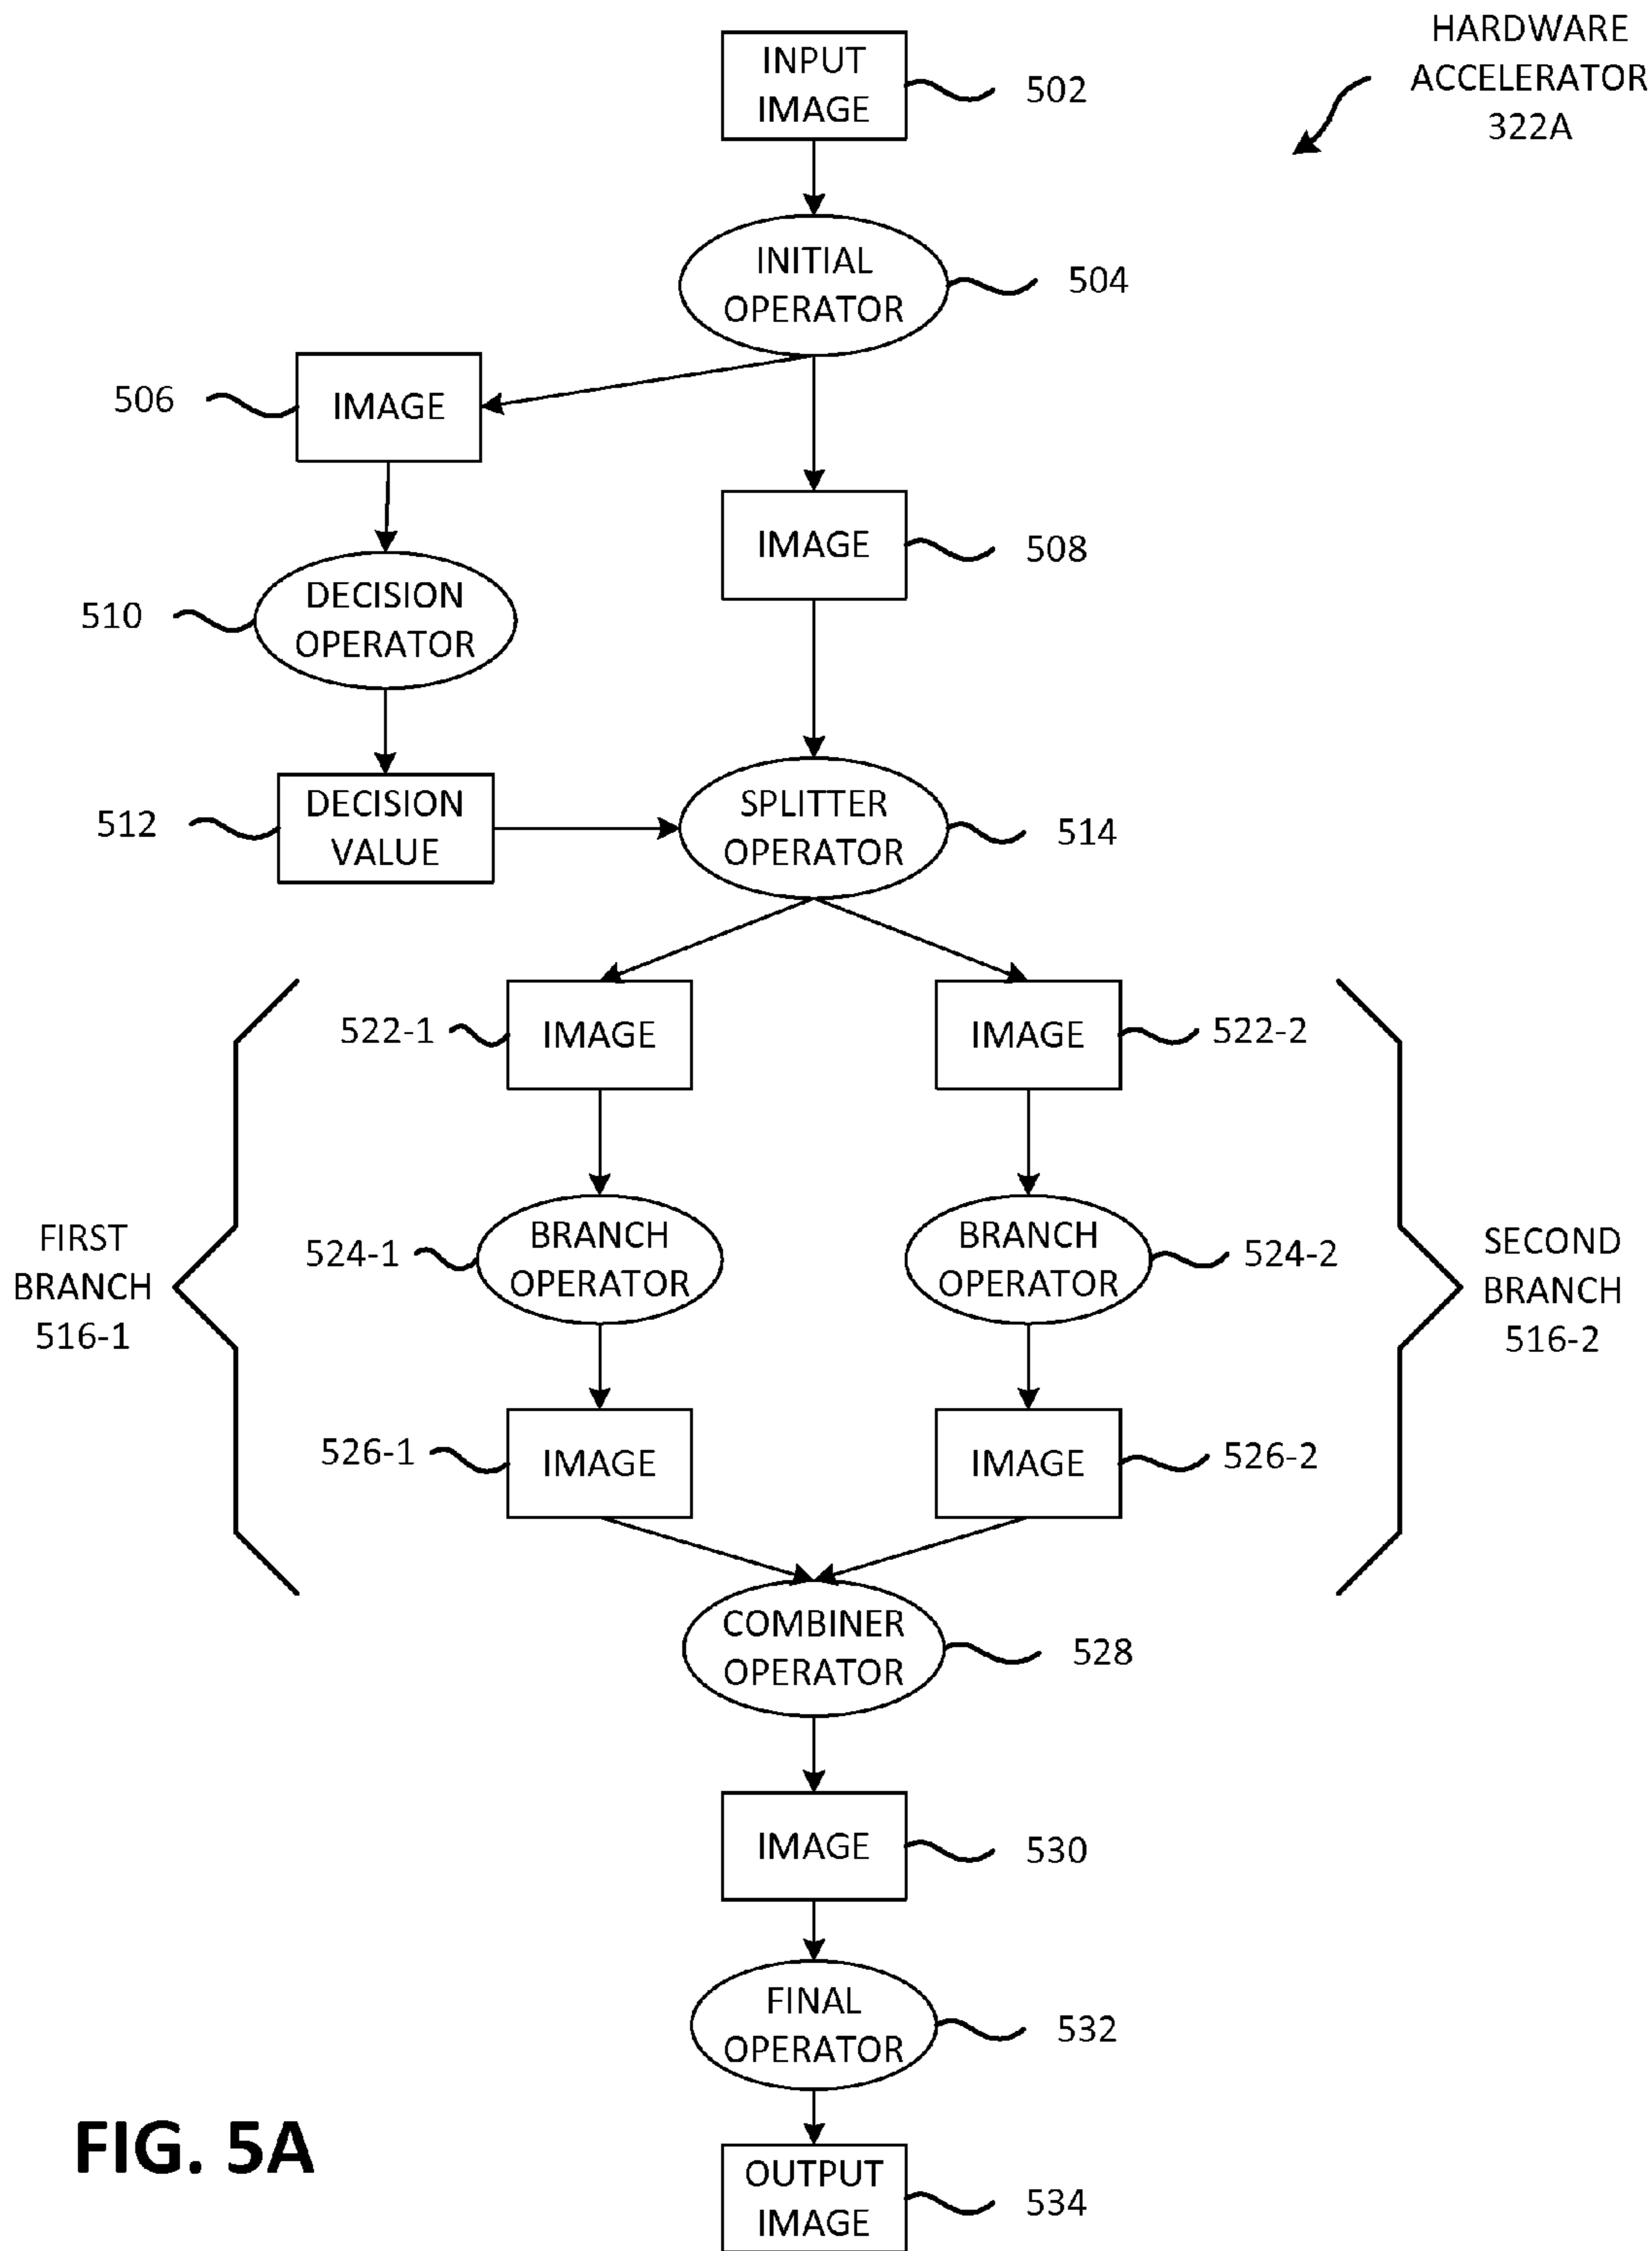 HARDWARE
ACCELERATOR
322A
INPUT
IMAGE
502
INITIAL
OPERATOR
504
506
IMAGE
IMAGE
508
510
DECISION
OPERATOR
512
DECISION
VALUE
SPLITTER
OPERATOR
514
522-1
IMAGE
IMAGE
522-2
FIRST
BRANCH
516-1
524-1
BRANCH
OPERATOR
BRANCH
OPERATOR
524-2
SECOND
BRANCH
516-2
526-1
IMAGE
IMAGE
526-2
COMBINER
OPERATOR
528
IMAGE
530
FINAL
OPERATOR
532
OUTPUT
IMAGE
534
FIG. 5A